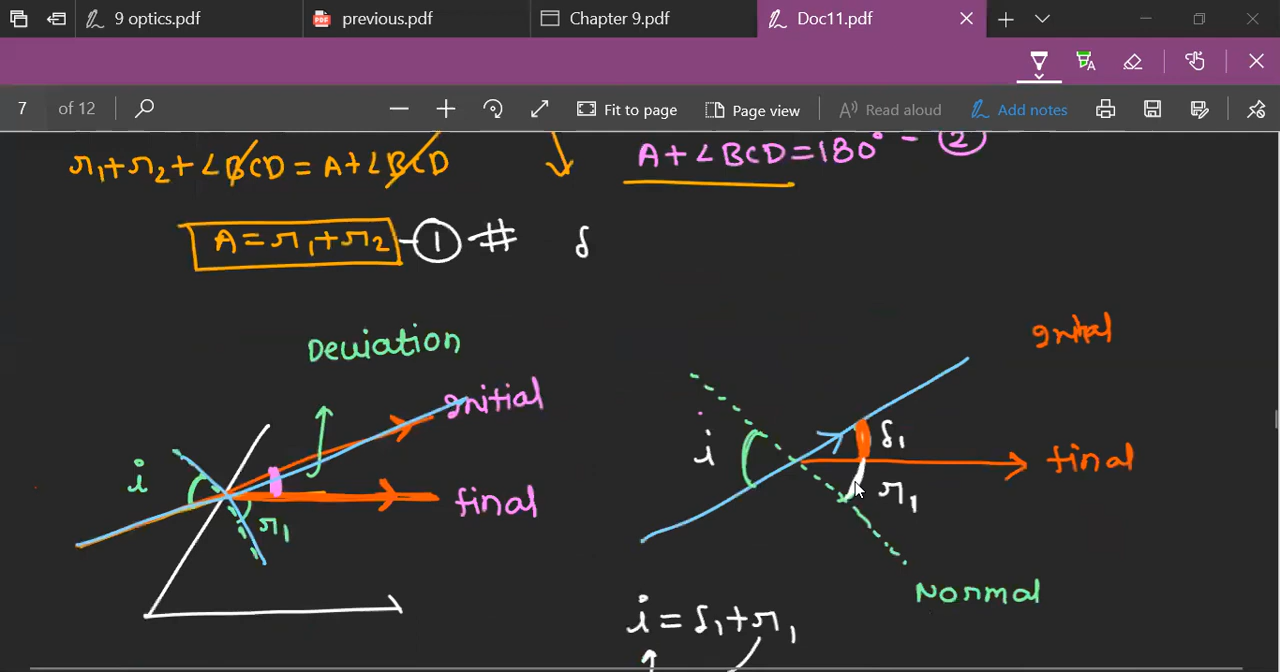 9 optics.pdf
previous.pdf
Chapter 9.pdf
Doc11.pdf
7 of 12
Fit to page
Page view
Read aloud
Add notes
r₁+r₂+∠BCD = A+∠BCD
A+∠BCD=180° - ②
A=r₁+r₂ - ① #
δ
Deviation
initial
final
i
r₁
initial
final
i
δ₁
r₁
Normal
i = δ₁+r₁